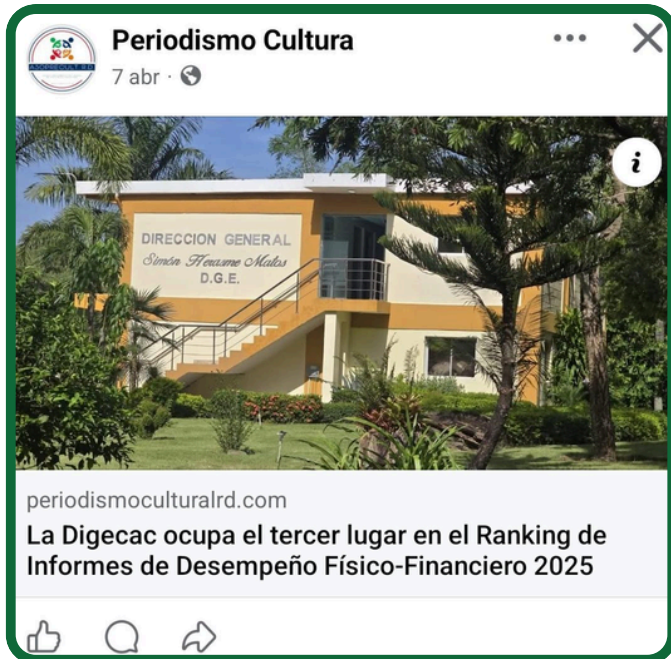 Periodismo Cultura
7 abr ·
DIRECCION GENERAL
Simón Herasme Matos
D.G.E.
periodismoculturalrd.com
La Digecac ocupa el tercer lugar en el Ranking de
Informes de Desempeño Físico-Financiero 2025